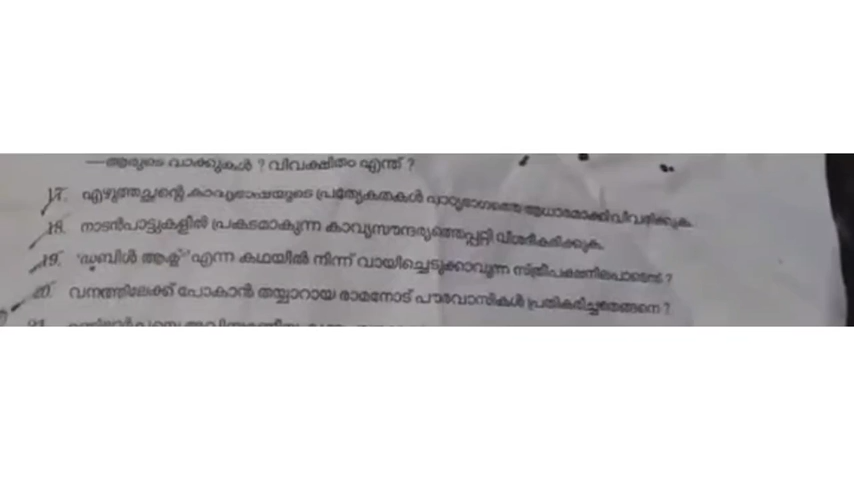 —ആരുടെ വാക്കുകൾ ? വിവക്ഷിതം എന്ത് ?
17. എഴുത്തച്ഛന്റെ കാവ്യഭാഷയുടെ പ്രത്യേകതകൾ പാഠ്യഭാഗത്തെ ആധാരമാക്കി വിവരിക്കുക.
18. നാടൻപാട്ടുകളിൽ പ്രകടമാകുന്ന കാവ്യസൗന്ദര്യത്തെപ്പറ്റി വിശദീകരിക്കുക.
19. 'ഡബിൾ ആക്ട്' എന്ന കഥയിൽ നിന്ന് വായിച്ചെടുക്കാവുന്ന സ്ത്രീപക്ഷനിലപാടെന്ത് ?
20. വനത്തിലേക്ക് പോകാൻ തയ്യാറായ രാമനോട് പൗരവാസികൾ പ്രതികരിച്ചതെങ്ങനെ ?
21.